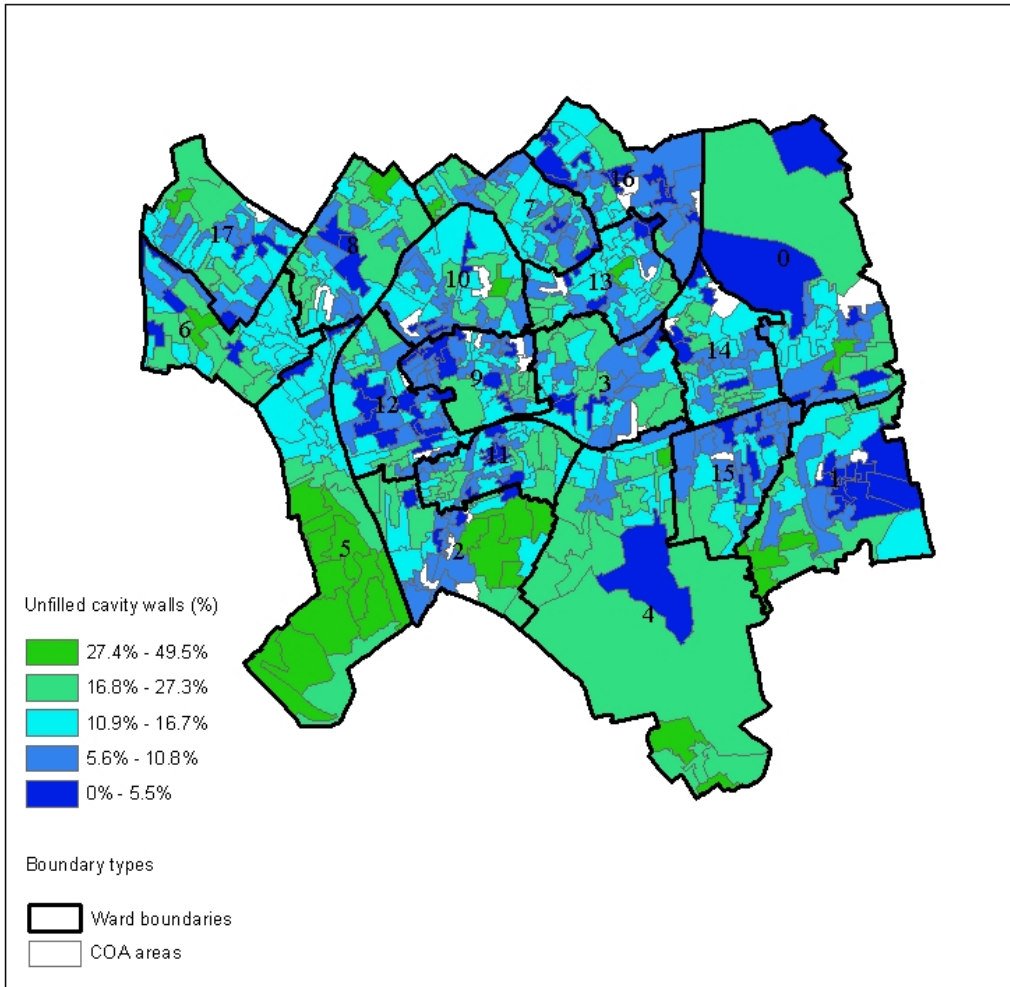 16
7
17
8
0
10
13
6
14
9
3
12
11
15
1
5
2
4
Unfilled cavity walls (%)
27.4% - 49.5%
16.8% - 27.3%
10.9% - 16.7%
5.6% - 10.8%
0% - 5.5%
Boundary types
Ward boundaries
COA areas